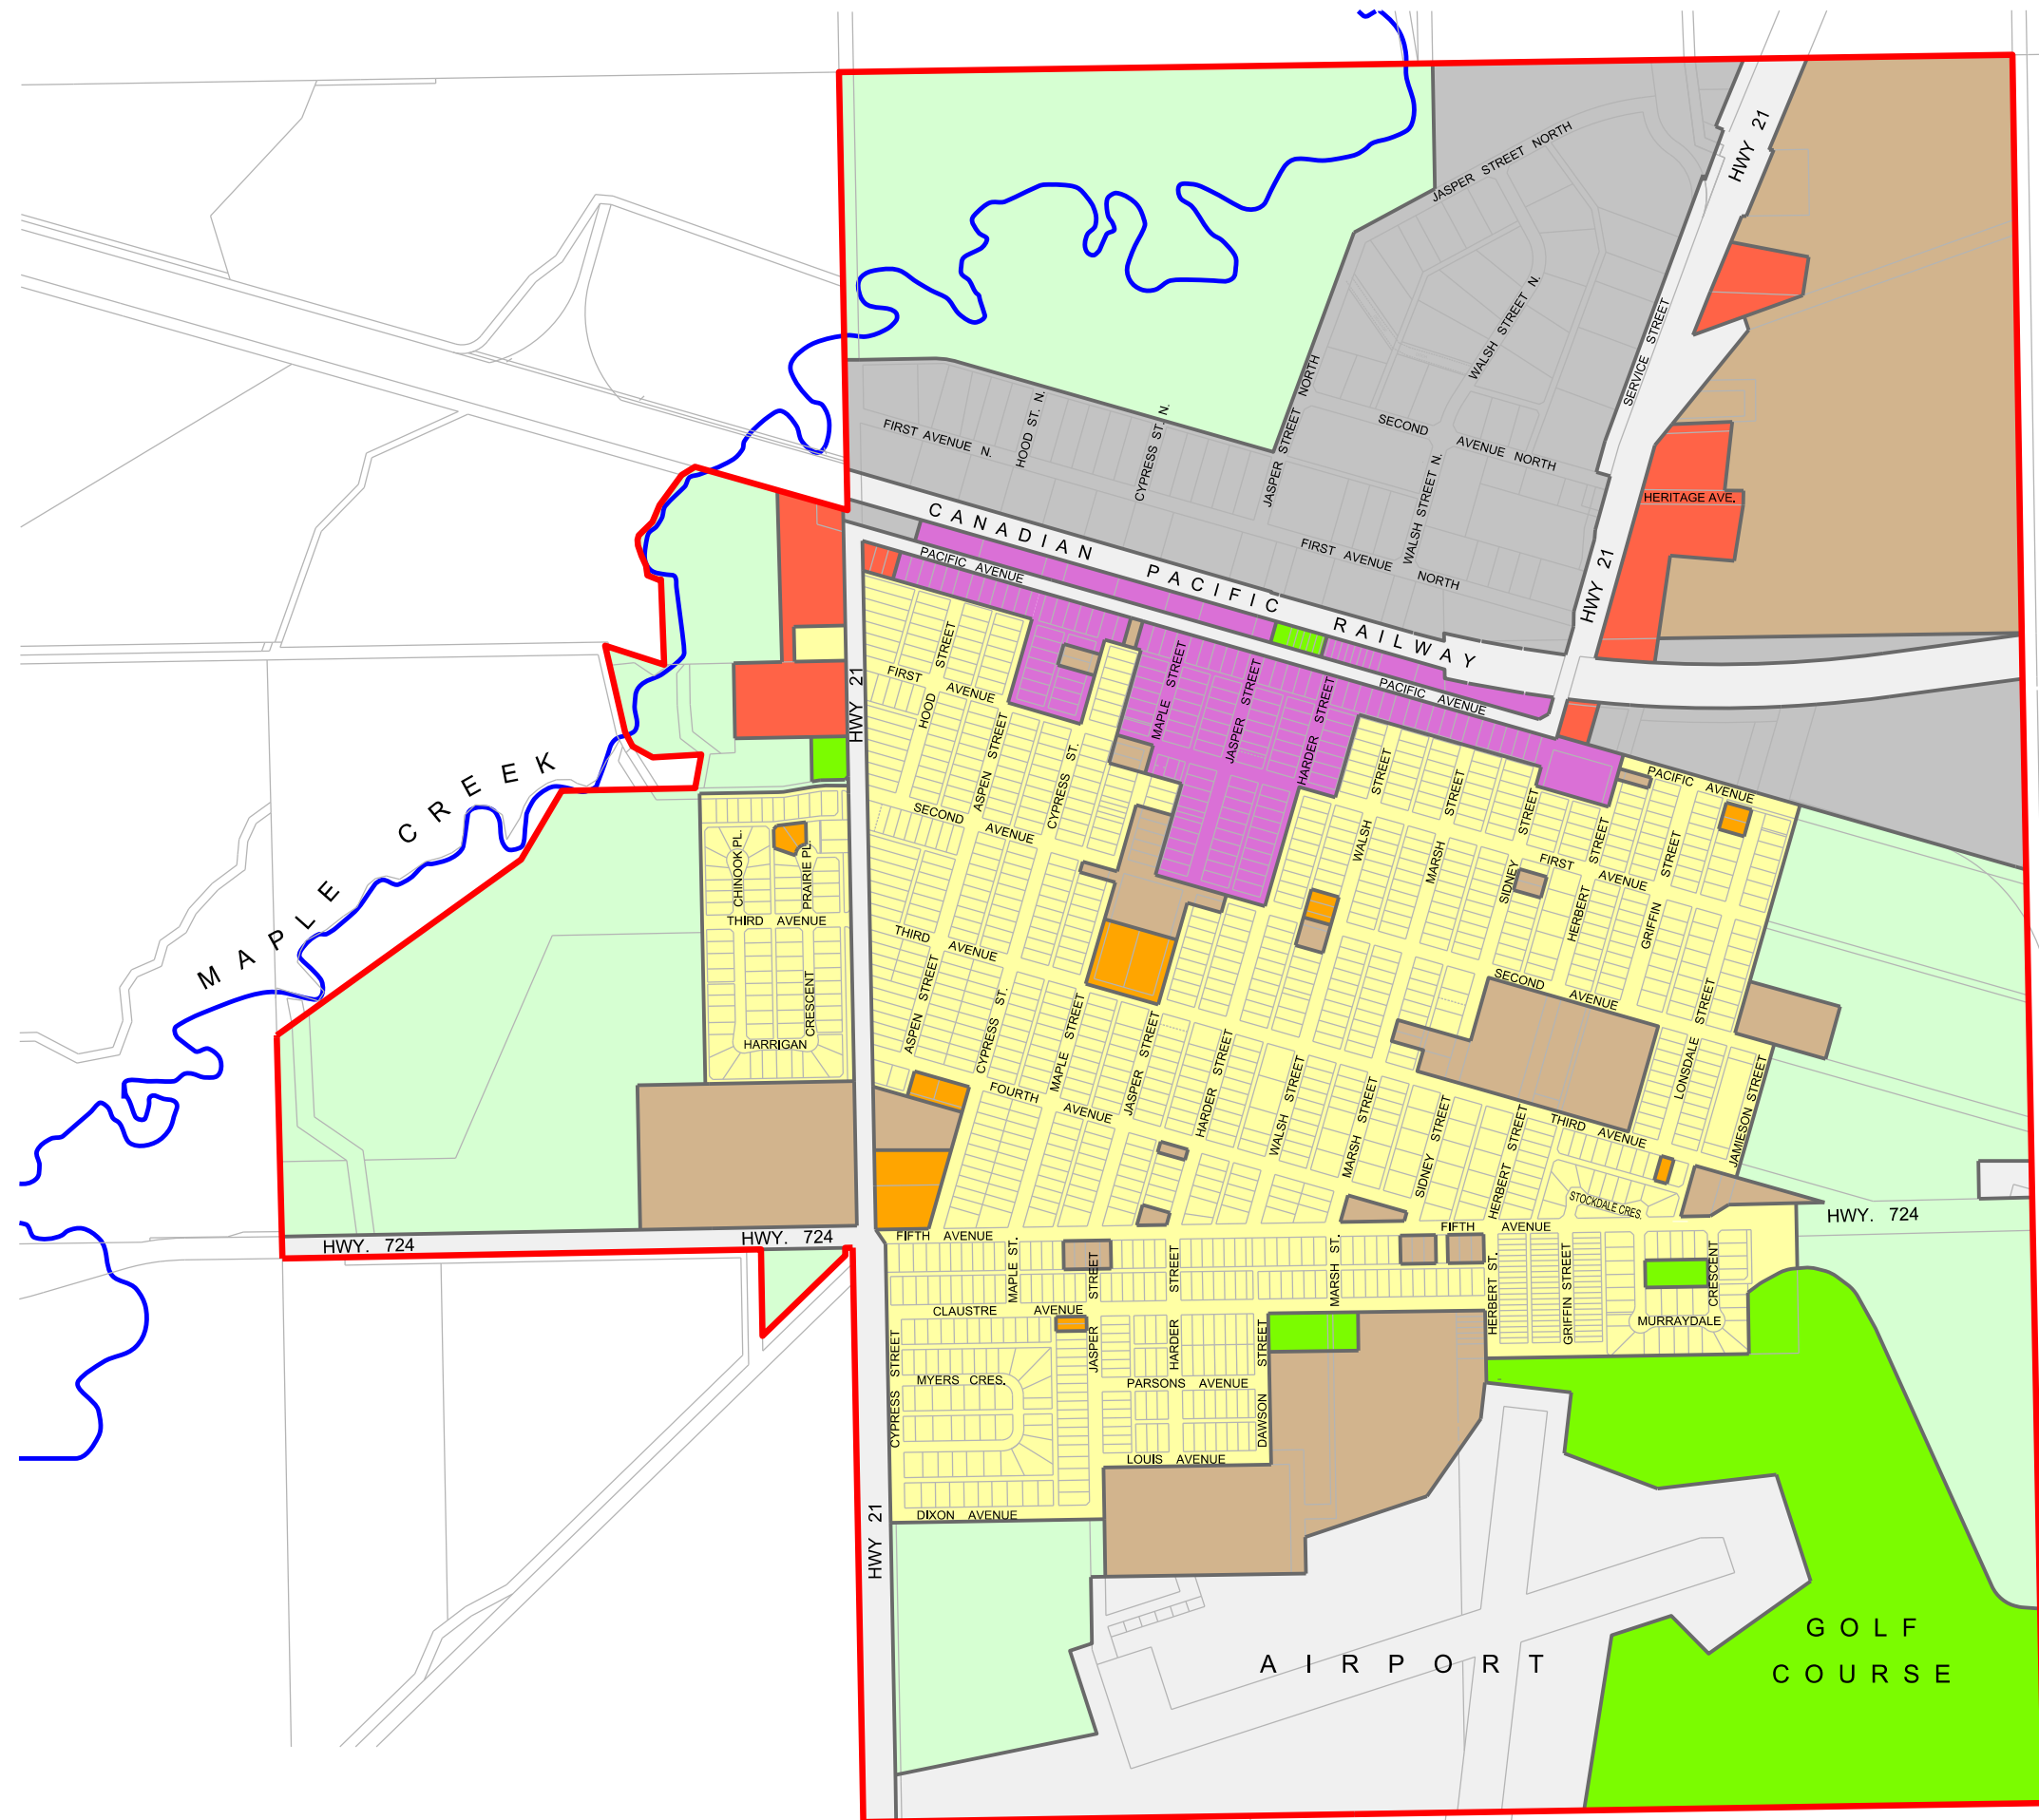 HWY 21
JASPER STREET NORTH
WALSH STREET N.
SERVICE STREET
JASPER STREET NORTH
HOOD ST. N.
CYPRESS ST. N.
FIRST AVENUE N.
SECOND AVENUE NORTH
WALSH STREET N.
HERITAGE AVE.
CANADIAN PACIFIC RAILWAY
FIRST AVENUE NORTH
HWY 21
PACIFIC AVENUE
PACIFIC AVENUE
PACIFIC AVENUE
HWY 21
HOOD STREET
FIRST AVENUE
ASPEN STREET
CYPRESS ST.
MAPLE STREET
JASPER STREET
HARDER STREET
WALSH STREET
MARSH STREET
SIDNEY STREET
HERBERT STREET
GRIFFIN STREET
FIRST AVENUE
MAPLE CREEK
SECOND AVENUE
CHINOOK PL.
PRAIRIE PL.
THIRD AVENUE
HARRIGAN CRESCENT
THIRD AVENUE
SECOND AVENUE
ASPEN STREET
CYPRESS ST.
MAPLE STREET
JASPER STREET
HARDER STREET
WALSH STREET
MARSH STREET
SIDNEY STREET
HERBERT STREET
LONSDALE STREET
JAMIESON STREET
FOURTH AVENUE
THIRD AVENUE
STOCKDALE CRES.
HWY. 724
HWY. 724
HWY. 724
FIFTH AVENUE
FIFTH AVENUE
MAPLE ST.
JASPER STREET
HARDER STREET
MARSH ST.
HERBERT ST.
GRIFFIN STREET
MURRAYDALE CRESCENT
CLAUSTRE AVENUE
CYPRESS STREET
MYERS CRES.
PARSONS AVENUE
DAWSON STREET
LOUIS AVENUE
DIXON AVENUE
HWY 21
AIRPORT
GOLF
COURSE